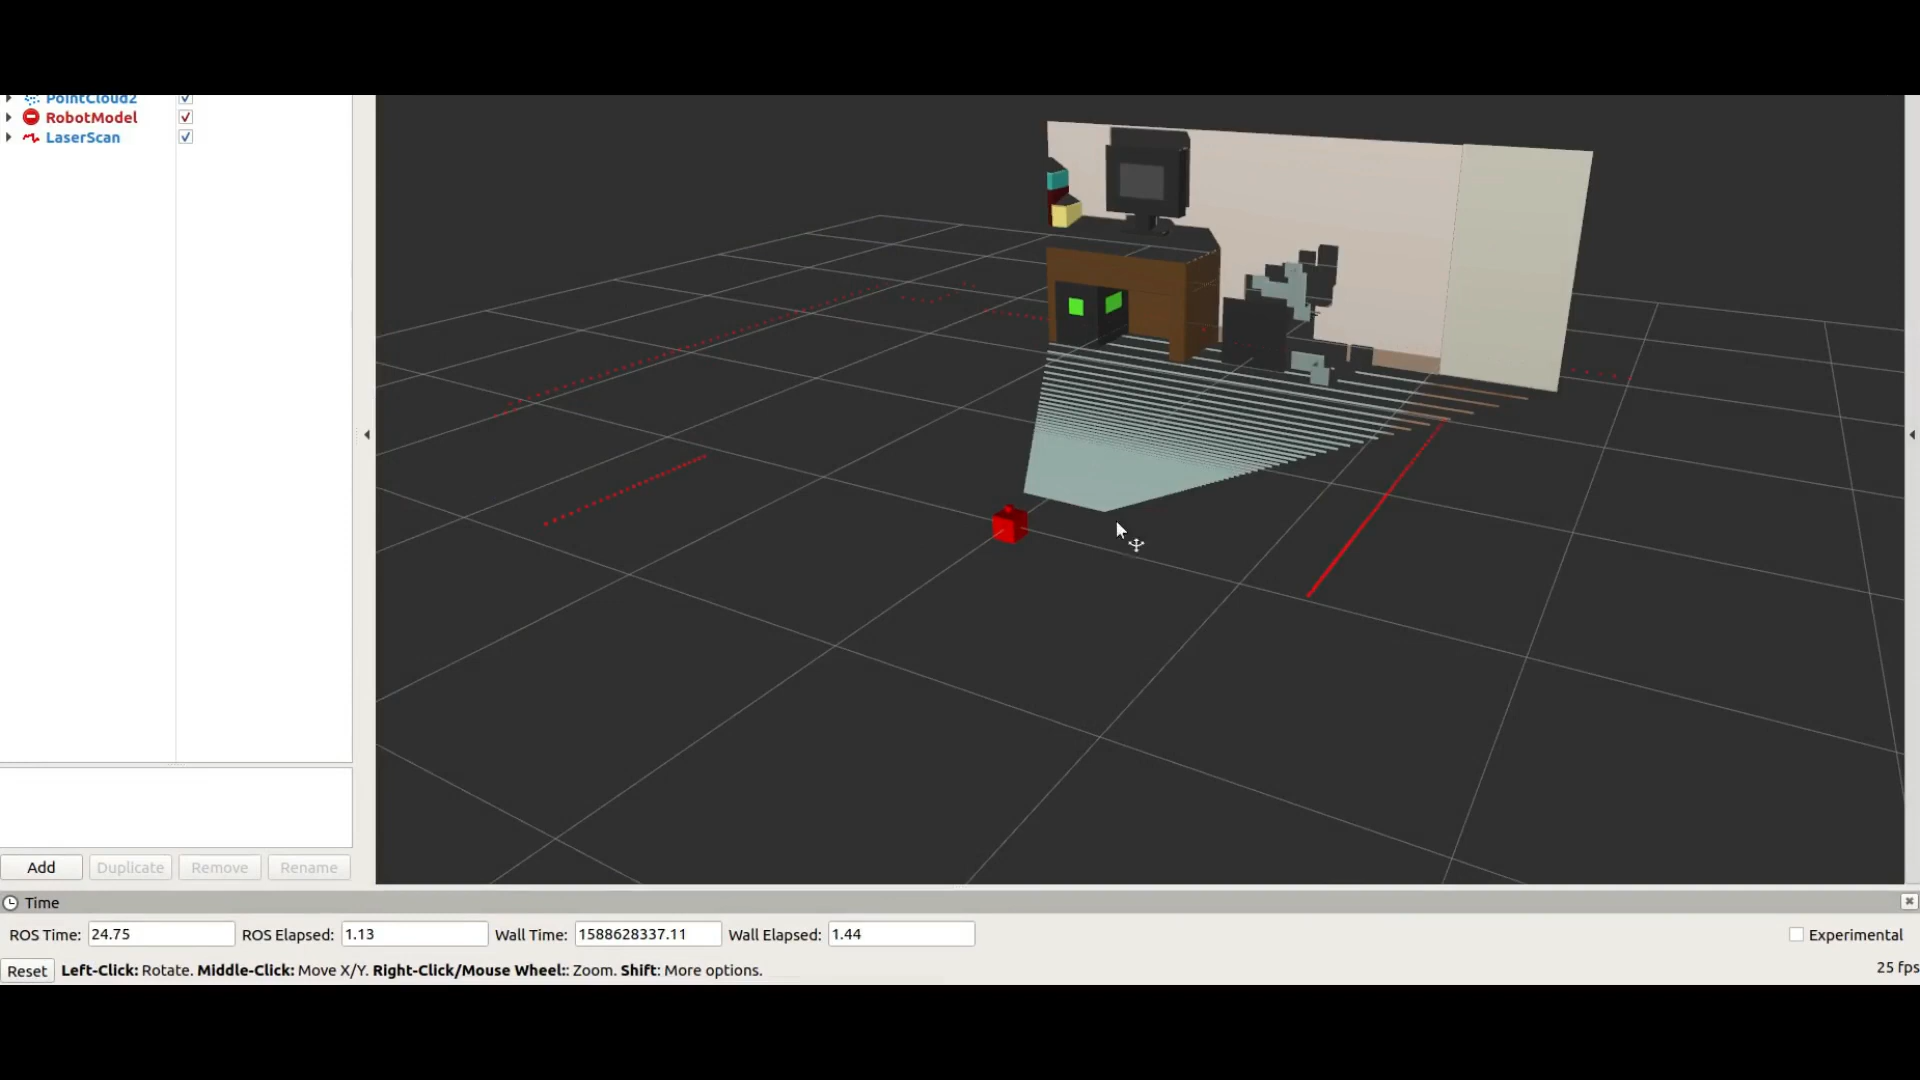 PointCloud2
RobotModel
LaserScan
Add Duplicate Remove Rename
Time
ROS Time: 24.75 ROS Elapsed: 1.13 Wall Time: 1588628337.11 Wall Elapsed: 1.44 Experimental
Reset Left-Click: Rotate. Middle-Click: Move X/Y. Right-Click/Mouse Wheel:: Zoom. Shift: More options. 25 fps